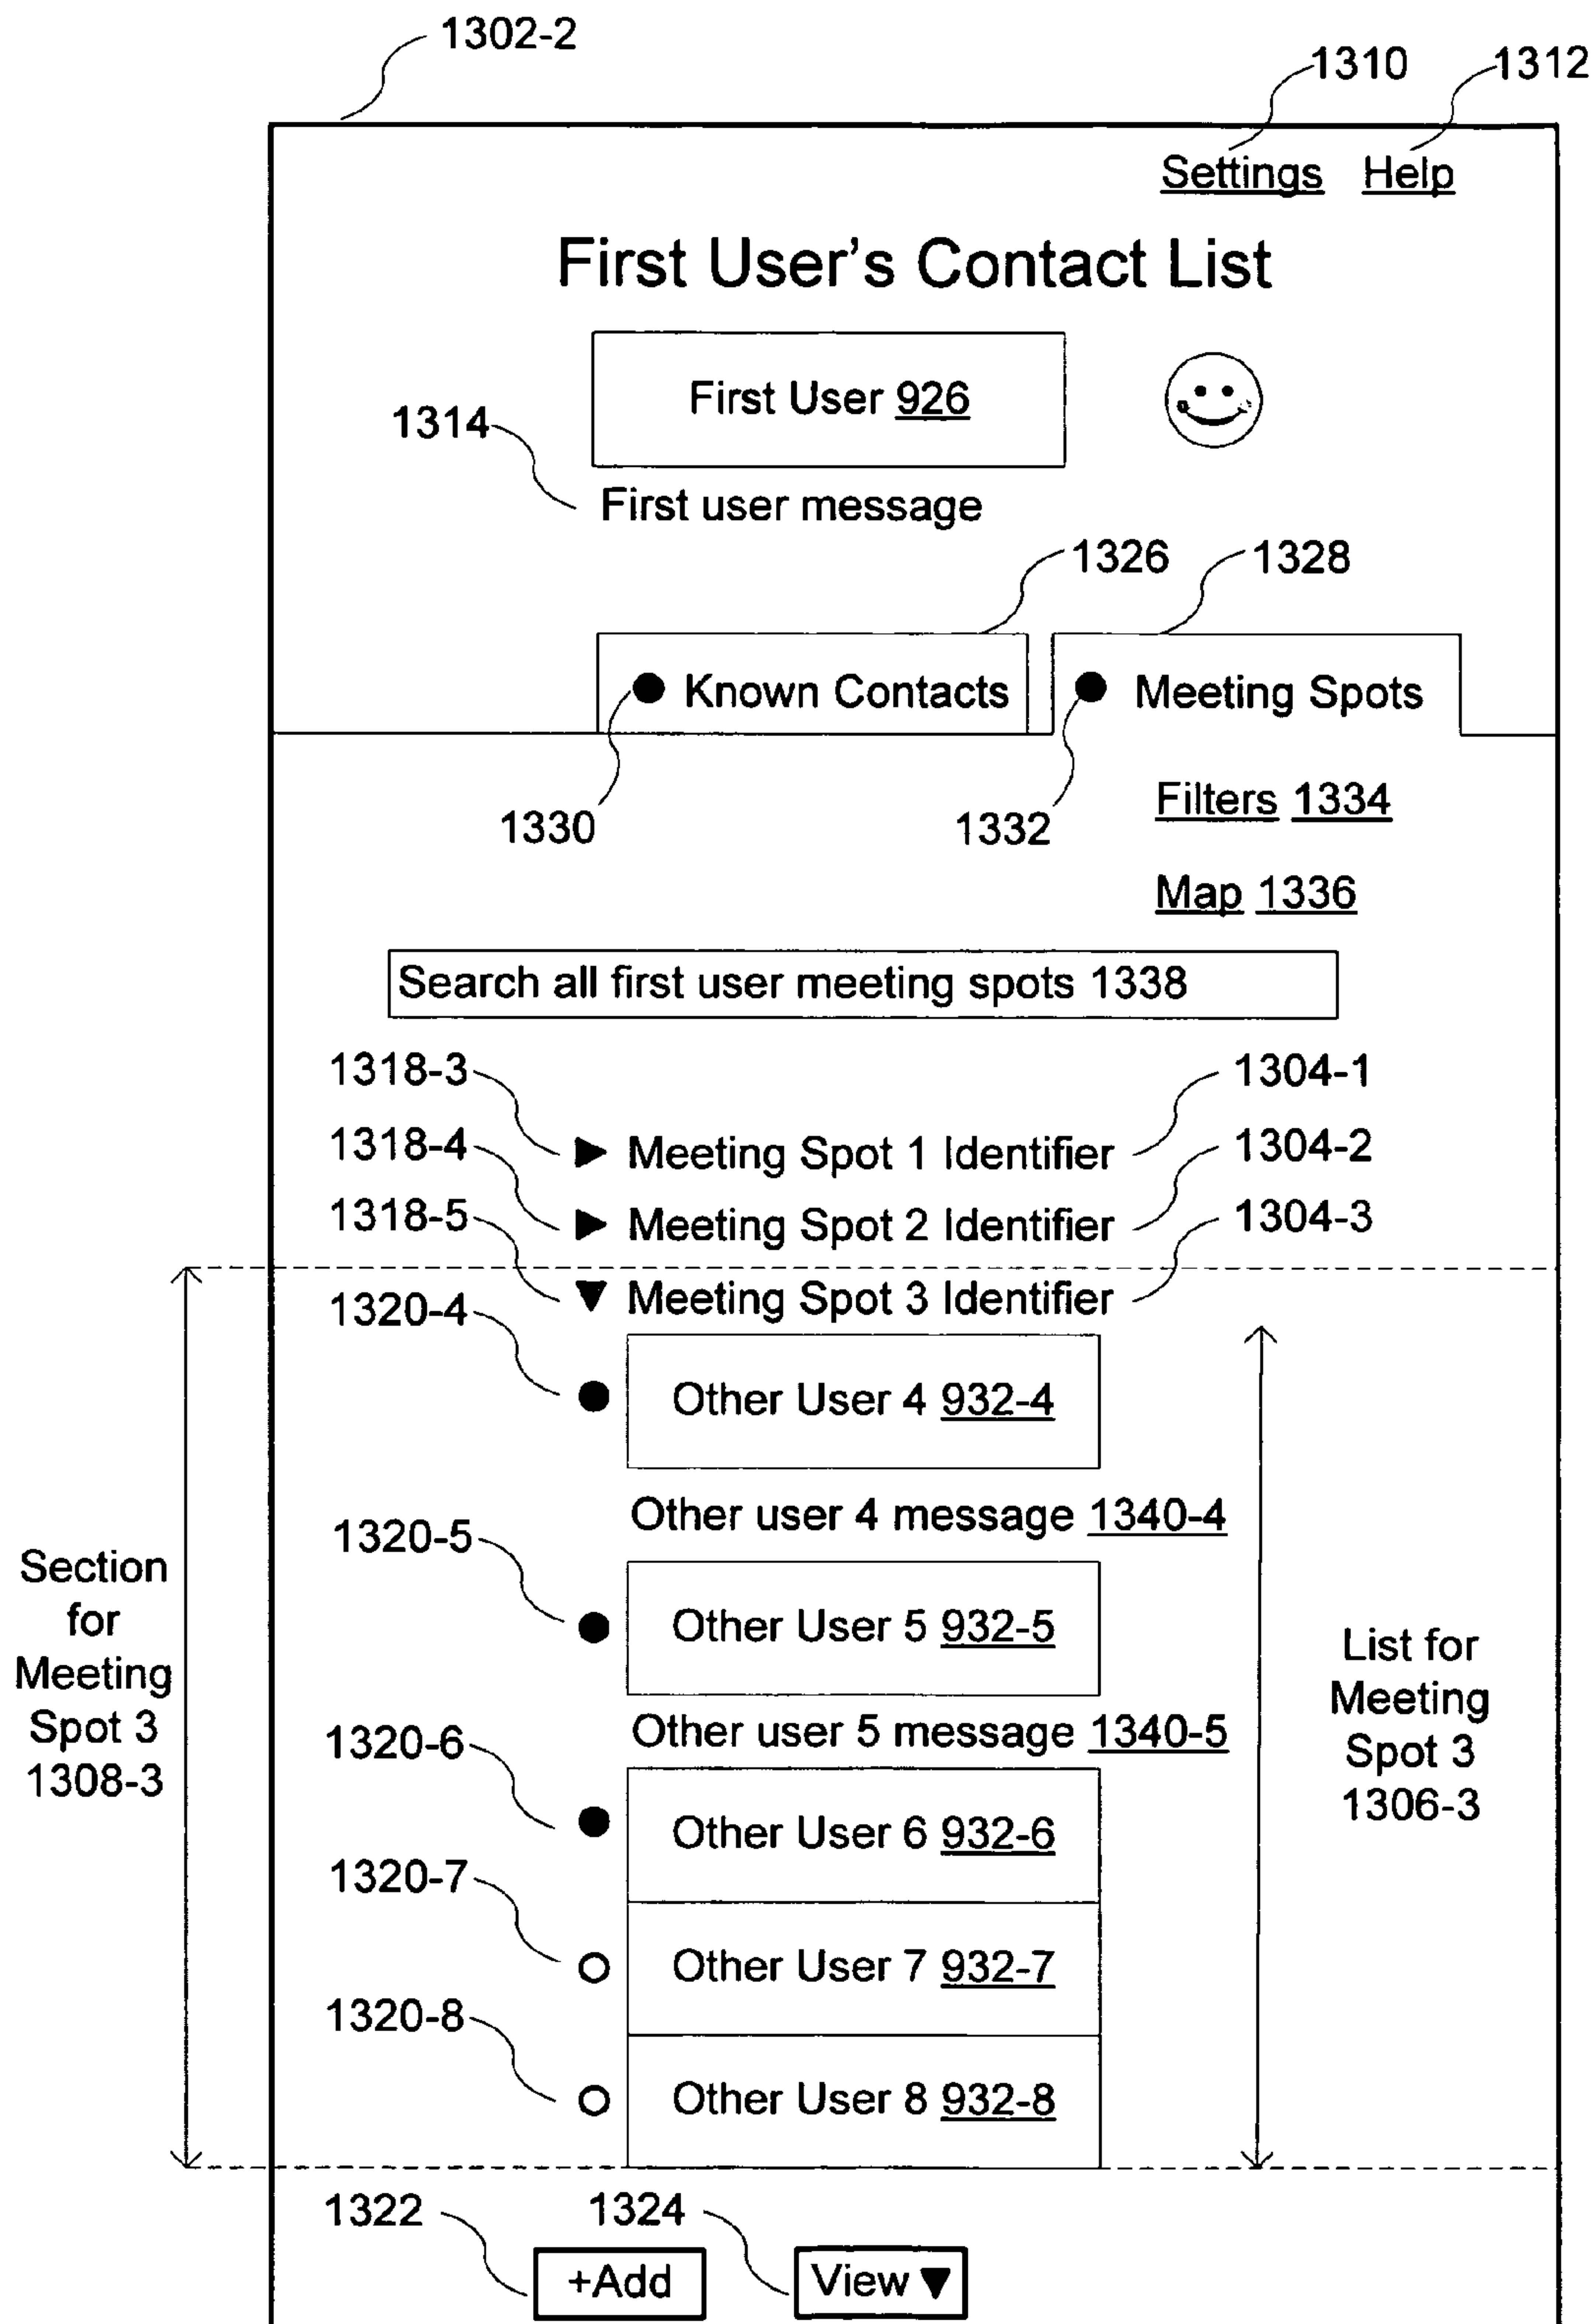 1302-2
1310
1312
Settings Help
First User's Contact List
First User 926
1314
First user message
1326
1328
Known Contacts
Meeting Spots
1330
1332
Filters 1334
Map 1336
Search all first user meeting spots 1338
1318-3
1304-1
Meeting Spot 1 Identifier
1318-4
1304-2
Meeting Spot 2 Identifier
1318-5
1304-3
Meeting Spot 3 Identifier
1320-4
Other User 4 932-4
Other user 4 message 1340-4
1320-5
Other User 5 932-5
Other user 5 message 1340-5
Section
for
Meeting
Spot 3
1308-3
List for
Meeting
Spot 3
1306-3
1320-6
Other User 6 932-6
1320-7
Other User 7 932-7
1320-8
Other User 8 932-8
1322
1324
+Add
View